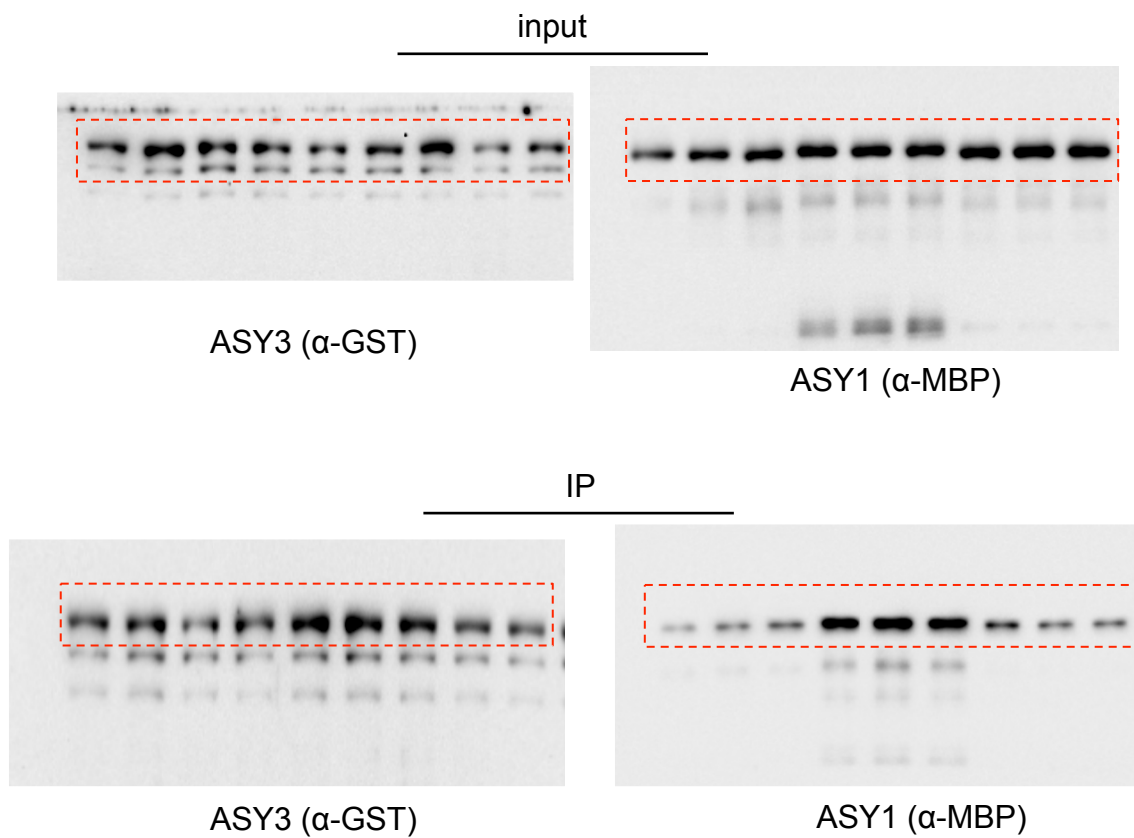 input
ASY3 (α-GST)
ASY1 (α-MBP)
IP
ASY3 (α-GST)
ASY1 (α-MBP)